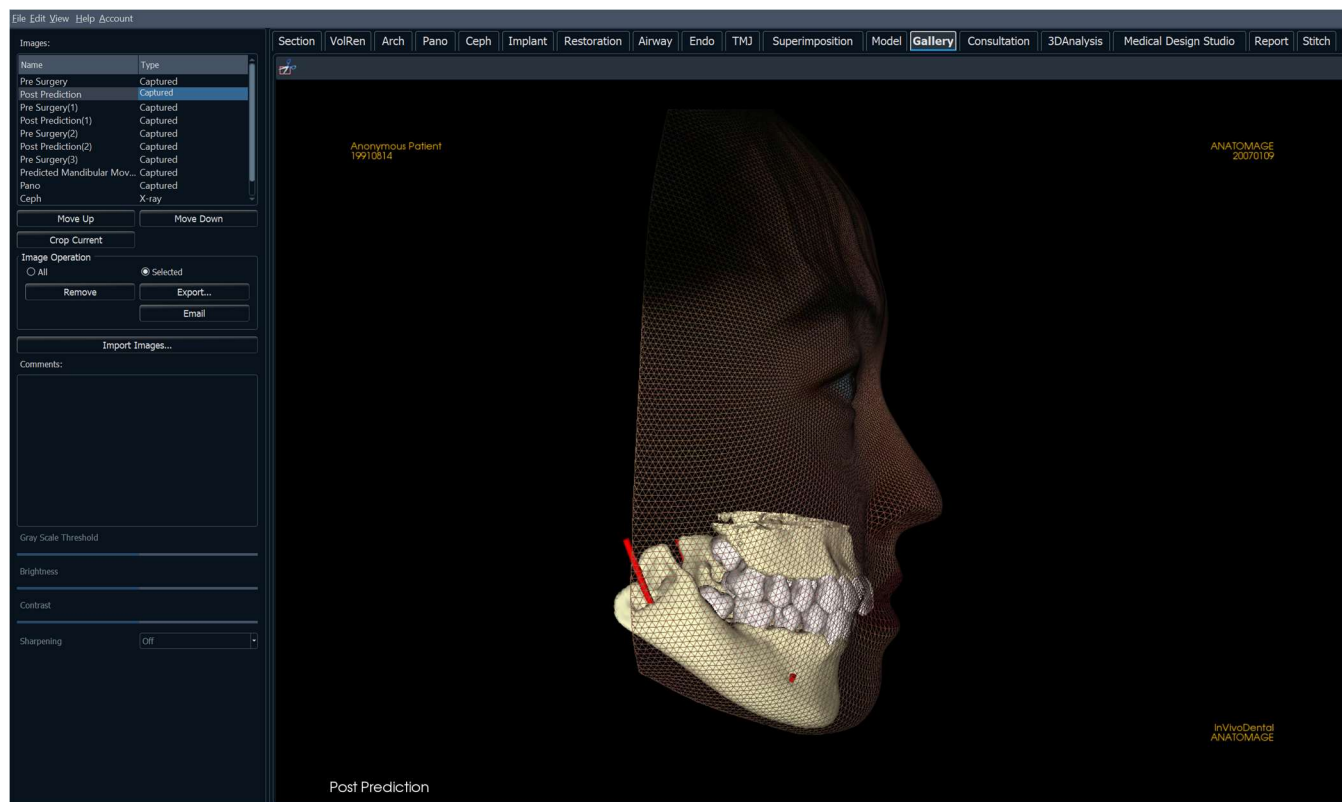 File Edit View Help Account
Images:
Section VolRen Arch Pano Ceph Implant Restoration Airway Endo TMJ Superimposition Model Gallery Consultation 3DAnalysis Medical Design Studio Report Stitch
Name Type
Pre Surgery Captured
Post Prediction Captured
Pre Surgery(1) Captured
Post Prediction(1) Captured
Pre Surgery(2) Captured
Post Prediction(2) Captured
Pre Surgery(3) Captured
Predicted Mandibular Mov... Captured
Pano Captured
Ceph X-ray
Move Up Move Down
Crop Current
Image Operation
All Selected
Remove Export...
Email
Import Images...
Comments:
Gray Scale Threshold
Brightness
Contrast
Sharpening Off
Anonymous Patient
19910814
ANATOMAGE
20070109
InVivoDental
ANATOMAGE
Post Prediction